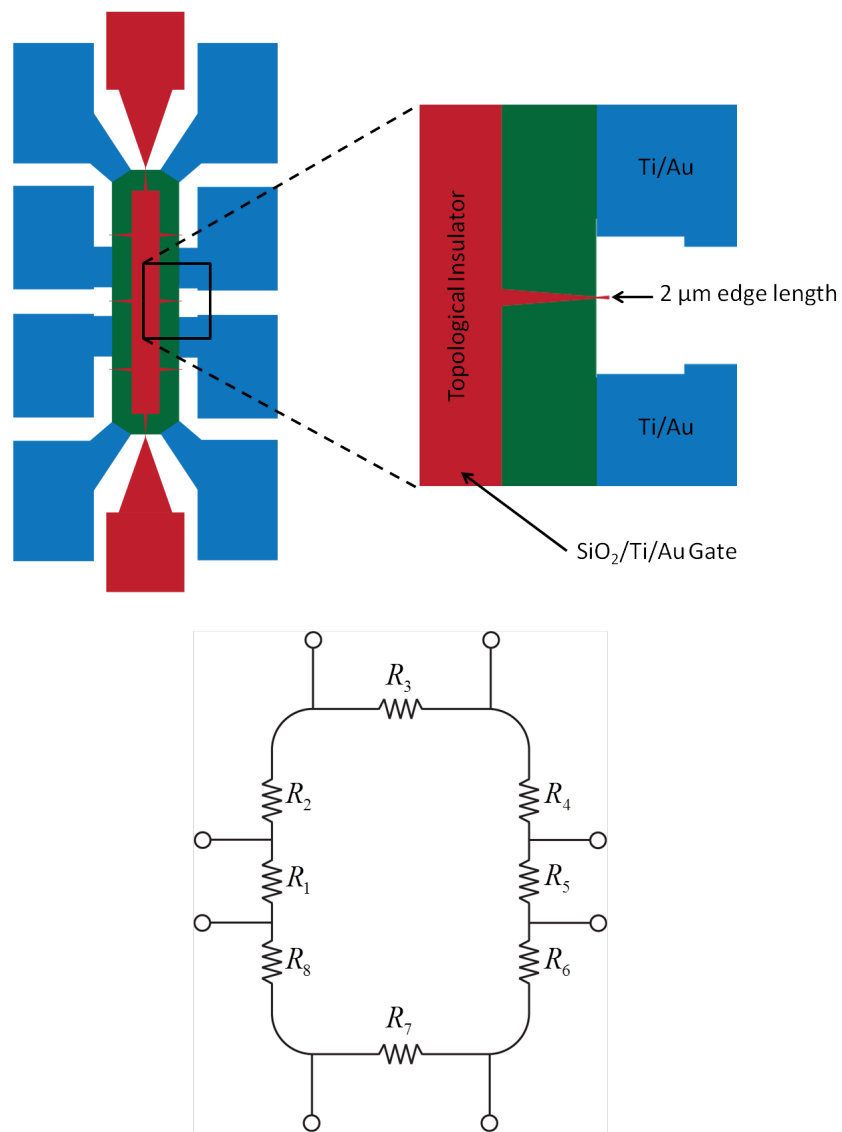 Ti/Au
Topological Insulator
2 μm edge length
Ti/Au
SiO₂/Ti/Au Gate
R₃
R₂
R₄
R₁
R₅
R₈
R₆
R₇